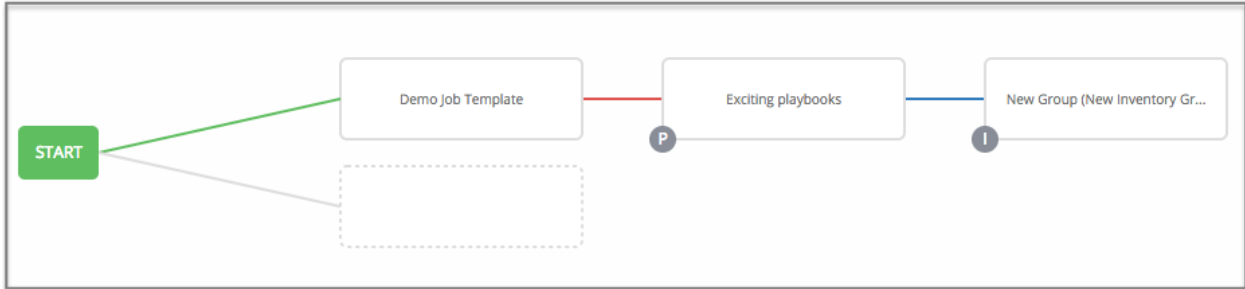 Demo Job Template
Exciting playbooks
New Group (New Inventory Gr...
START
P
I